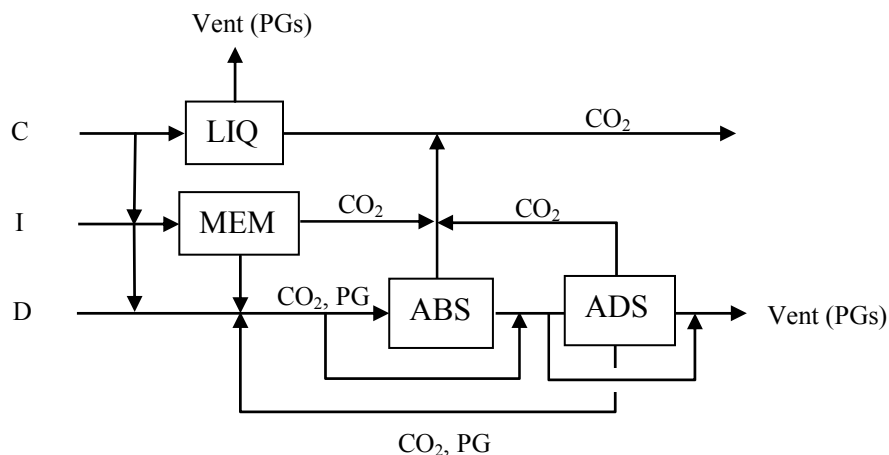 Vent (PGs)
C
LIQ
CO₂
I
MEM
CO₂
CO₂
D
CO₂, PG
ABS
ADS
Vent (PGs)
CO₂, PG